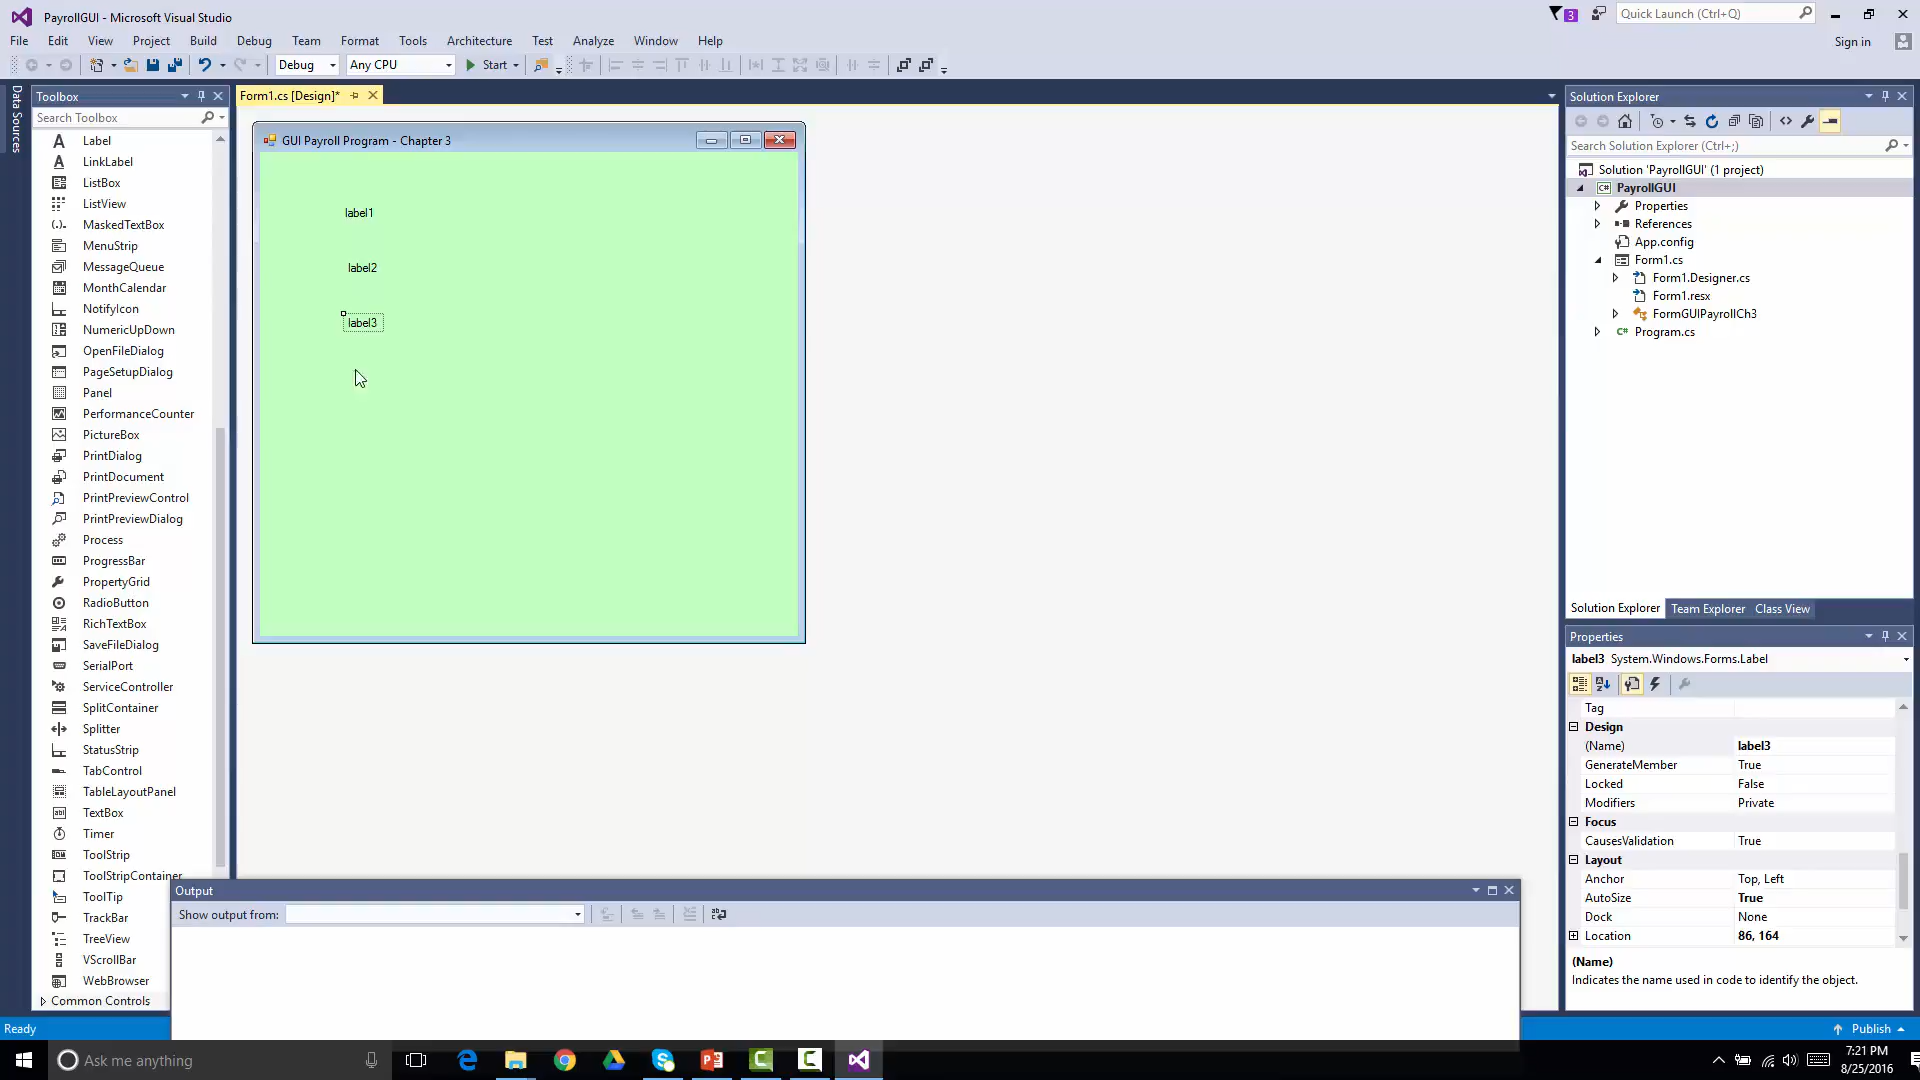 PayrollGUI - Microsoft Visual Studio
3
Quick Launch (Ctrl+Q)
File Edit View Project Build Debug Team Format Tools Architecture Test Analyze Window Help
Sign in
Debug Any CPU Start
Data Sources
Toolbox
Search Toolbox
Label
LinkLabel
ListBox
ListView
MaskedTextBox
MenuStrip
MessageQueue
MonthCalendar
NotifyIcon
NumericUpDown
OpenFileDialog
PageSetupDialog
Panel
PerformanceCounter
PictureBox
PrintDialog
PrintDocument
PrintPreviewControl
PrintPreviewDialog
Process
ProgressBar
PropertyGrid
RadioButton
RichTextBox
SaveFileDialog
SerialPort
ServiceController
SplitContainer
Splitter
StatusStrip
TabControl
TableLayoutPanel
TextBox
Timer
ToolStrip
ToolStripContainer
ToolTip
TrackBar
TreeView
VScrollBar
WebBrowser
Common Controls
Form1.cs [Design]*
GUI Payroll Program - Chapter 3
label1
label2
label3
Output
Show output from:
Solution Explorer
Search Solution Explorer (Ctrl+;)
Solution 'PayrollGUI' (1 project)
PayrollGUI
Properties
References
App.config
Form1.cs
Form1.Designer.cs
Form1.resx
FormGUIPayrollCh3
Program.cs
Solution Explorer Team Explorer Class View
Properties
label3 System.Windows.Forms.Label
Tag
Design
(Name) label3
GenerateMember True
Locked False
Modifiers Private
Focus
CausesValidation True
Layout
Anchor Top, Left
AutoSize True
Dock None
Location 86, 164
(Name)
Indicates the name used in code to identify the object.
Ready
Publish
Ask me anything
7:21 PM
8/25/2016